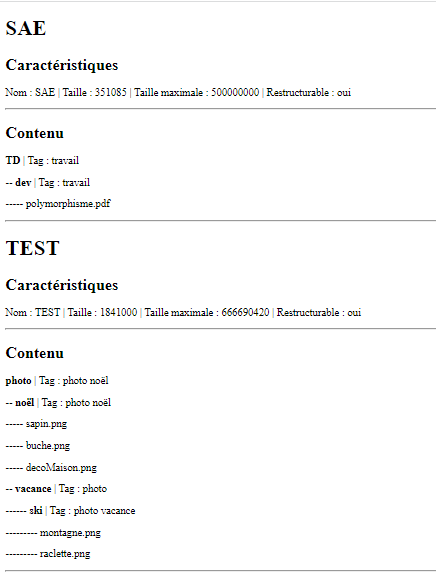 SAE
Caractéristiques
Nom : SAE | Taille : 351085 | Taille maximale : 500000000 | Restructurable : oui
Contenu
TD | Tag : travail
-- dev | Tag : travail
----- polymorphisme.pdf
TEST
Caractéristiques
Nom : TEST | Taille : 1841000 | Taille maximale : 666690420 | Restructurable : oui
Contenu
photo | Tag : photo noël
-- noël | Tag : photo noël
----- sapin.png
----- buche.png
----- decoMaison.png
-- vacance | Tag : photo
------ ski | Tag : photo vacance
--------- montagne.png
--------- raclette.png